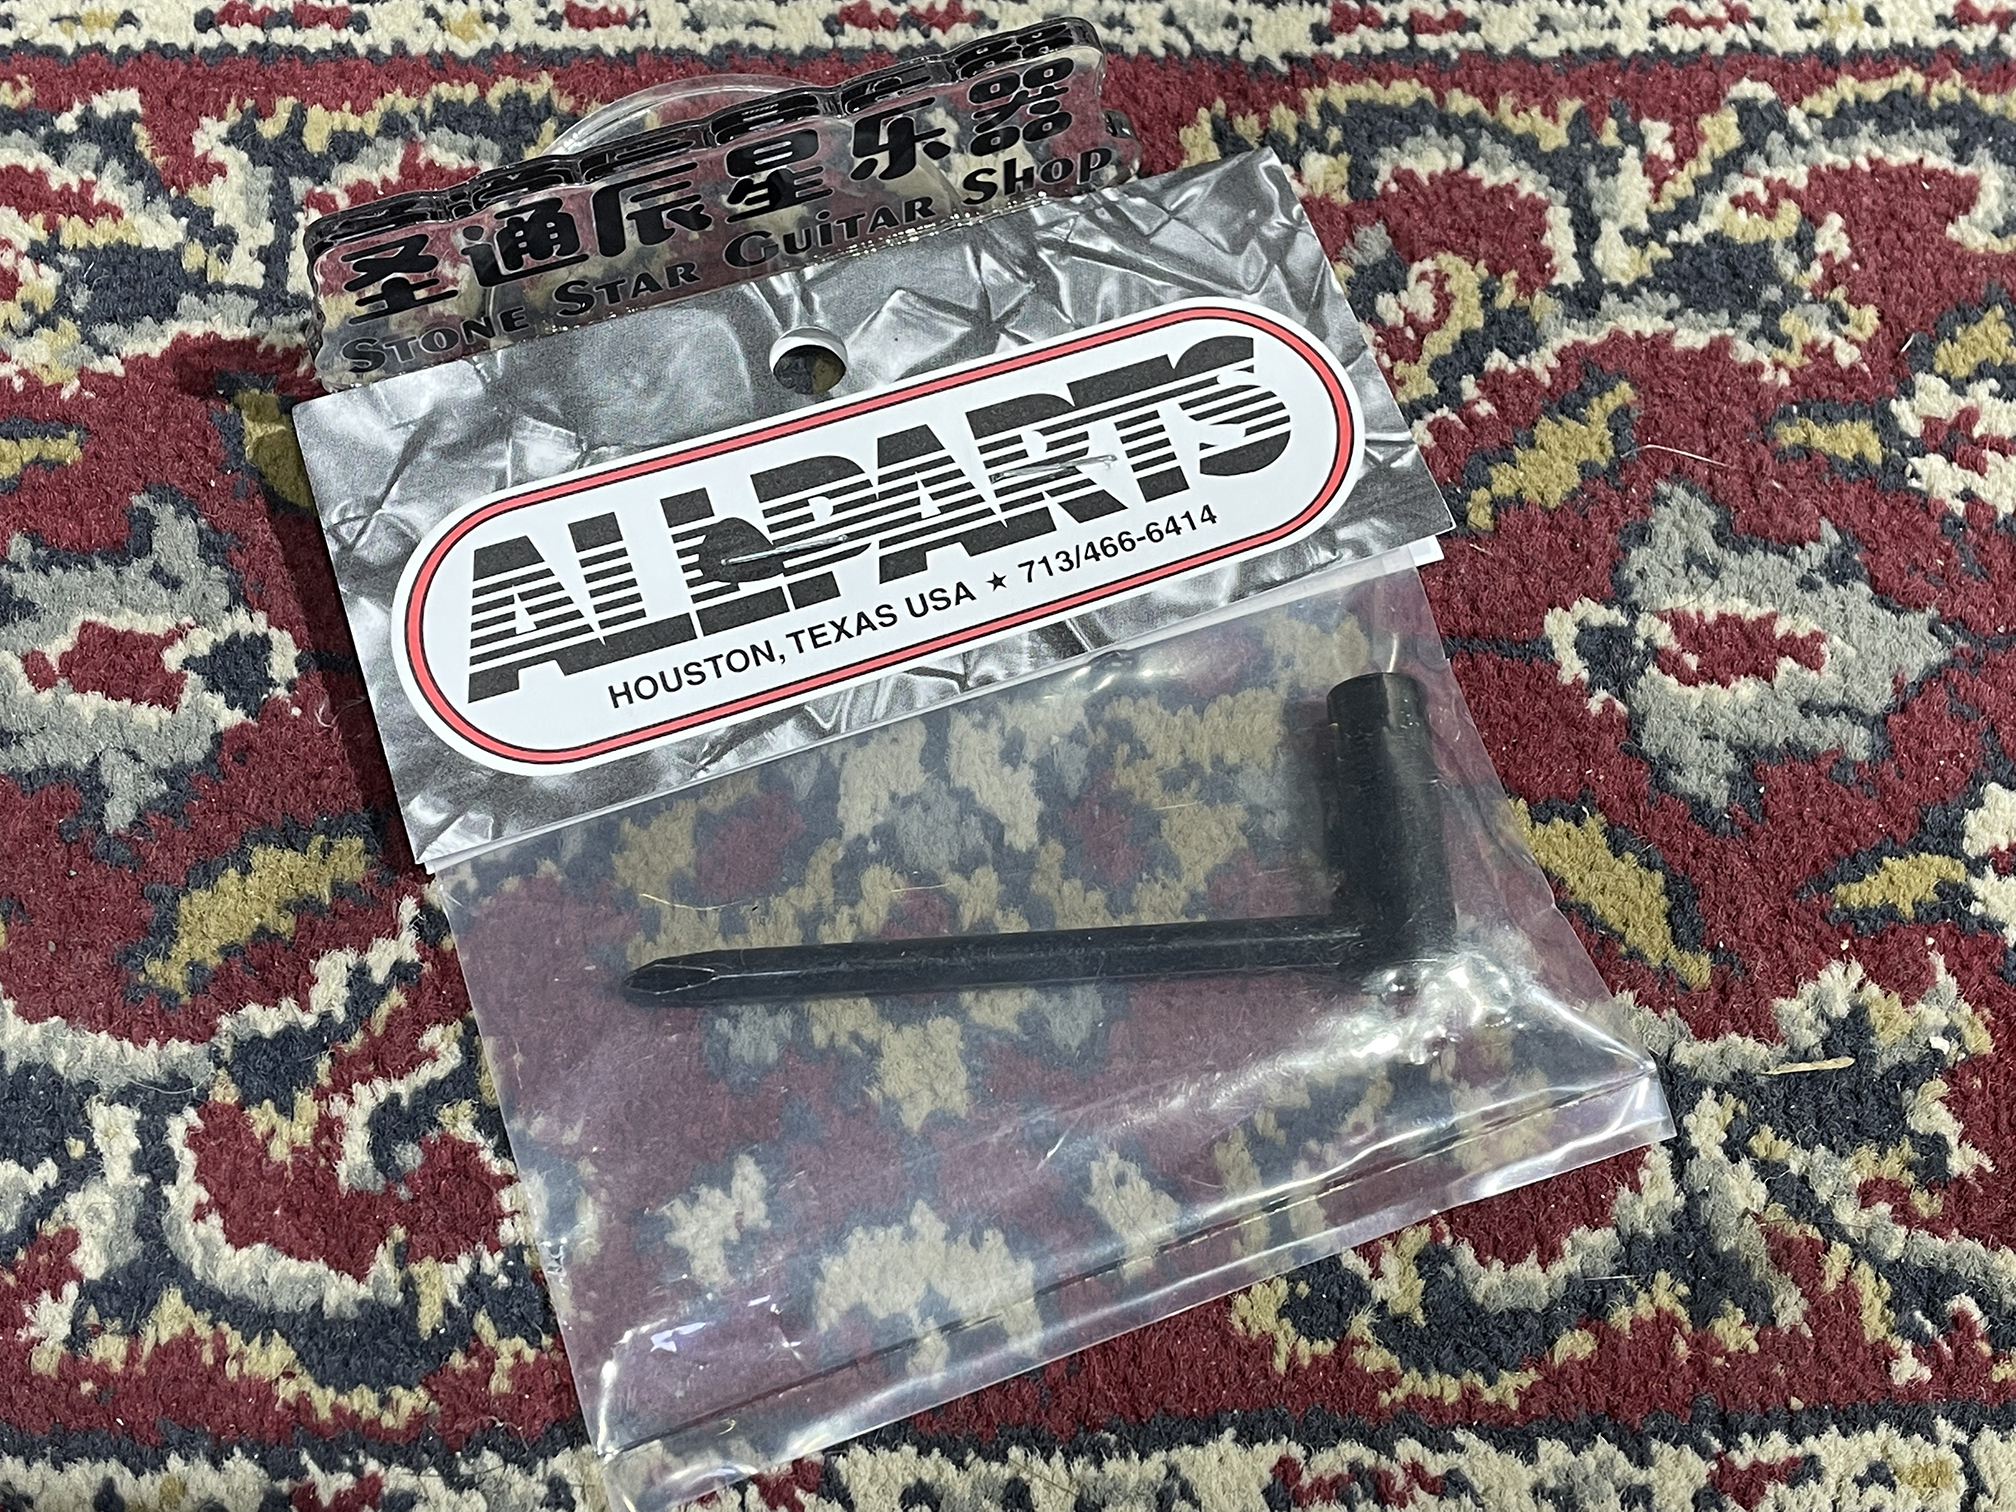 圣通辰星乐器
STONE STAR GUITAR SHOP
ALLPARTS
HOUSTON, TEXAS USA ★ 713/466-6414